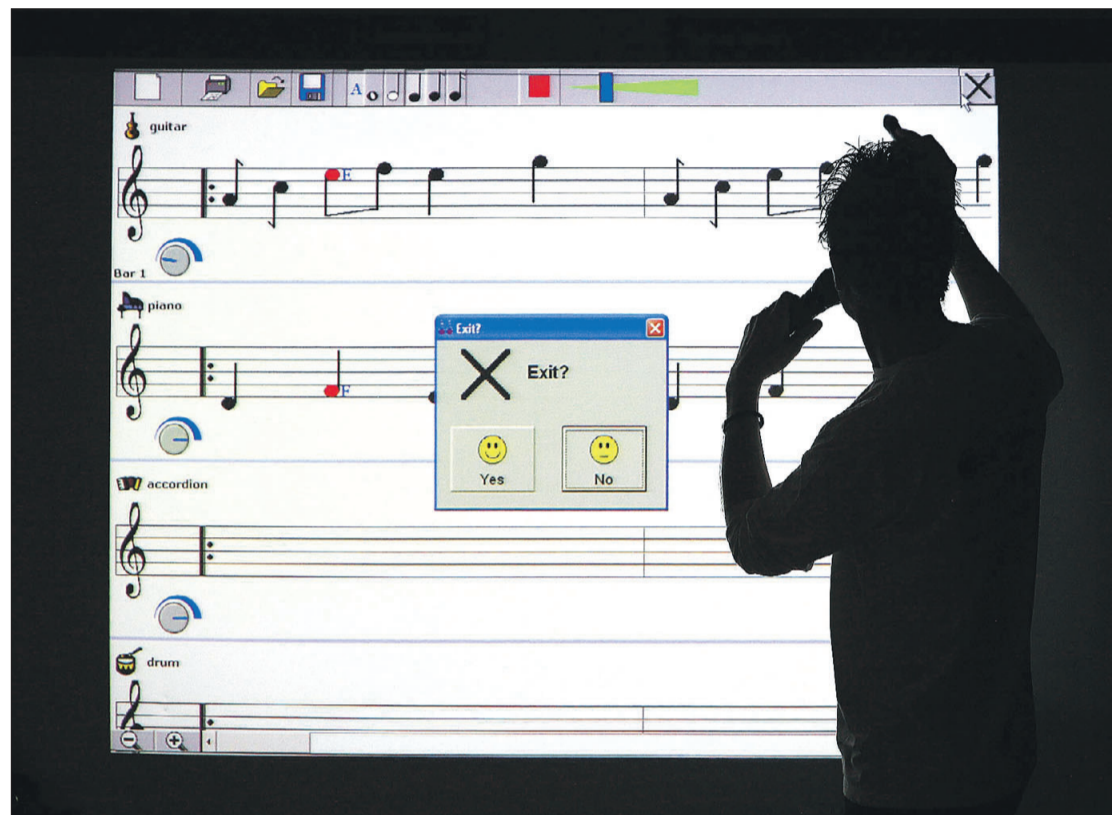 A
guitar
E
Bar 1
piano
F
Exit?
Exit?
Yes
No
accordion
drum